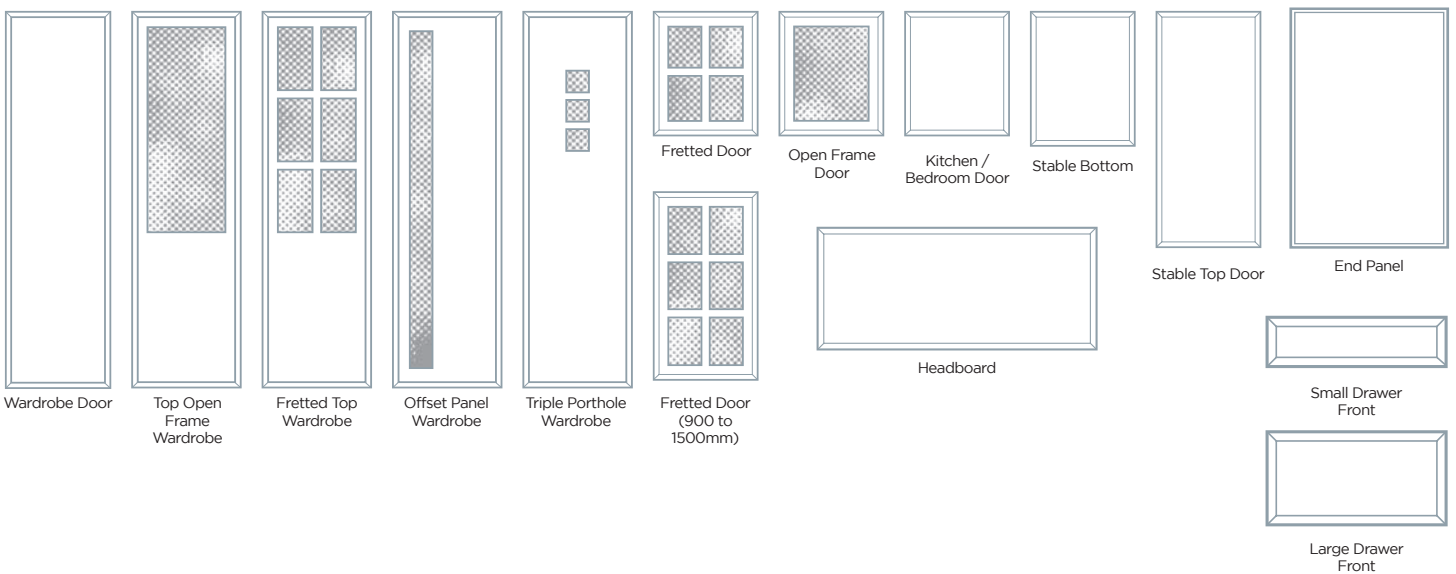 Wardrobe Door
Top Open
Frame
Wardrobe
Fretted Top
Wardrobe
Offset Panel
Wardrobe
Triple Porthole
Wardrobe
Fretted Door
Fretted Door
(900 to
1500mm)
Open Frame
Door
Kitchen /
Bedroom Door
Stable Bottom
Headboard
Stable Top Door
End Panel
Small Drawer
Front
Large Drawer
Front